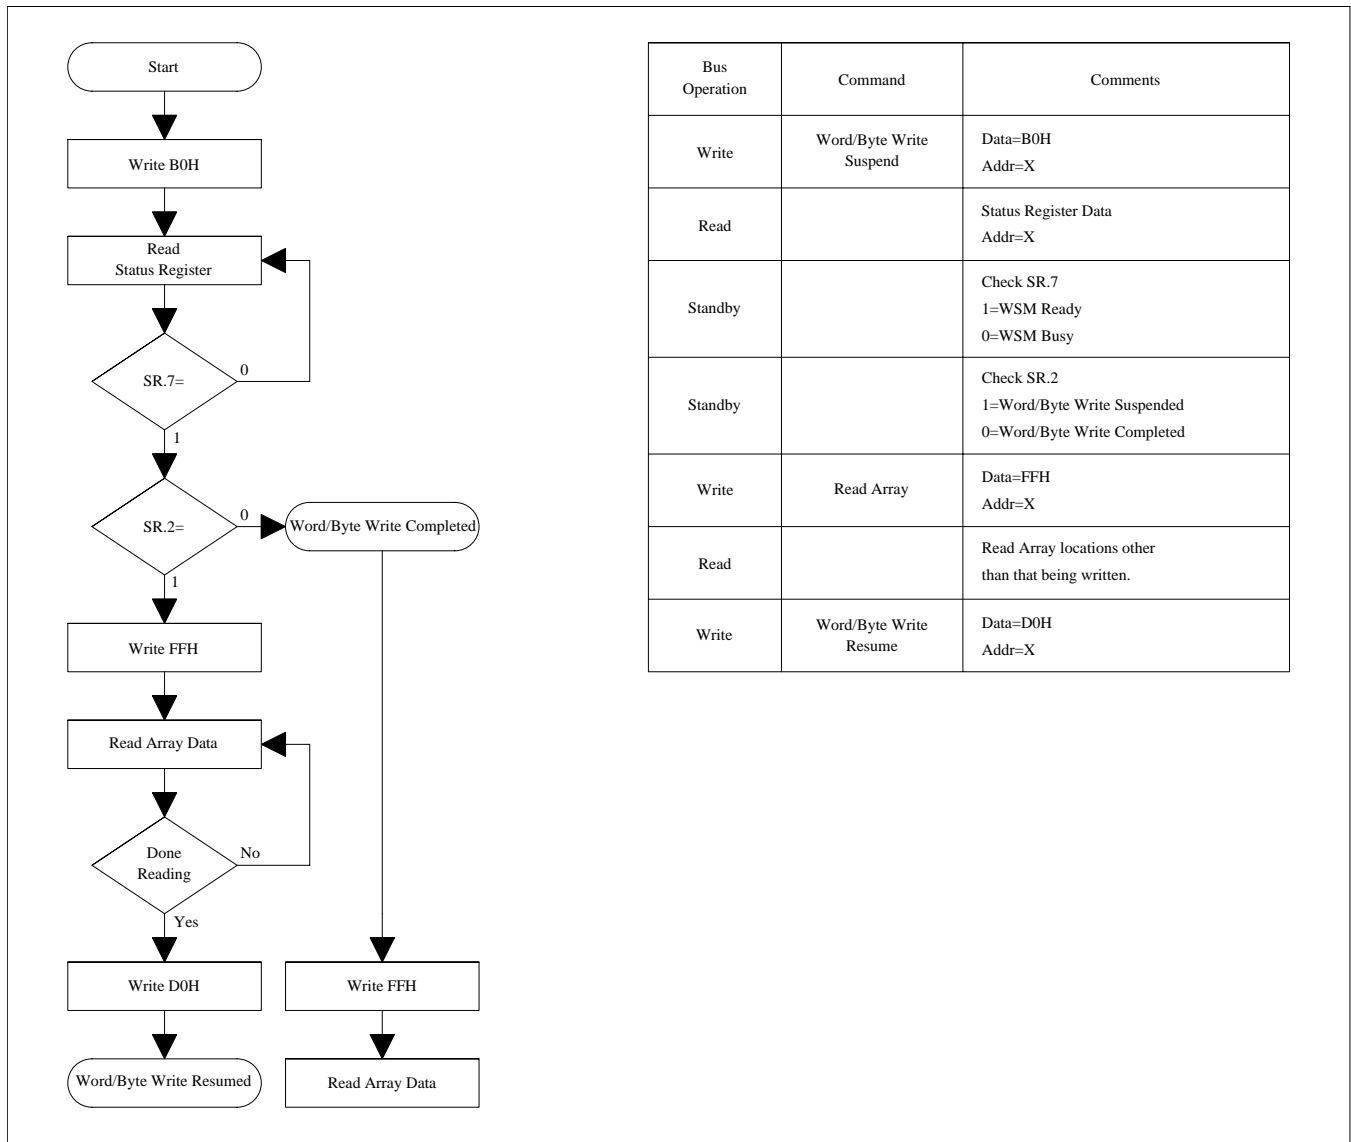 Start
Write B0H
Read
Status Register
SR.7=
0
1
SR.2=
0
Word/Byte Write Completed
1
Write FFH
Read Array Data
Done
Reading
No
Yes
Write D0H
Write FFH
Word/Byte Write Resumed
Read Array Data
Bus
Operation
Command
Comments
Write
Word/Byte Write
Suspend
Data=B0H
Addr=X
Read
Status Register Data
Addr=X
Standby
Check SR.7
1=WSM Ready
0=WSM Busy
Standby
Check SR.2
1=Word/Byte Write Suspended
0=Word/Byte Write Completed
Write
Read Array
Data=FFH
Addr=X
Read
Read Array locations other
than that being written.
Write
Word/Byte Write
Resume
Data=D0H
Addr=X